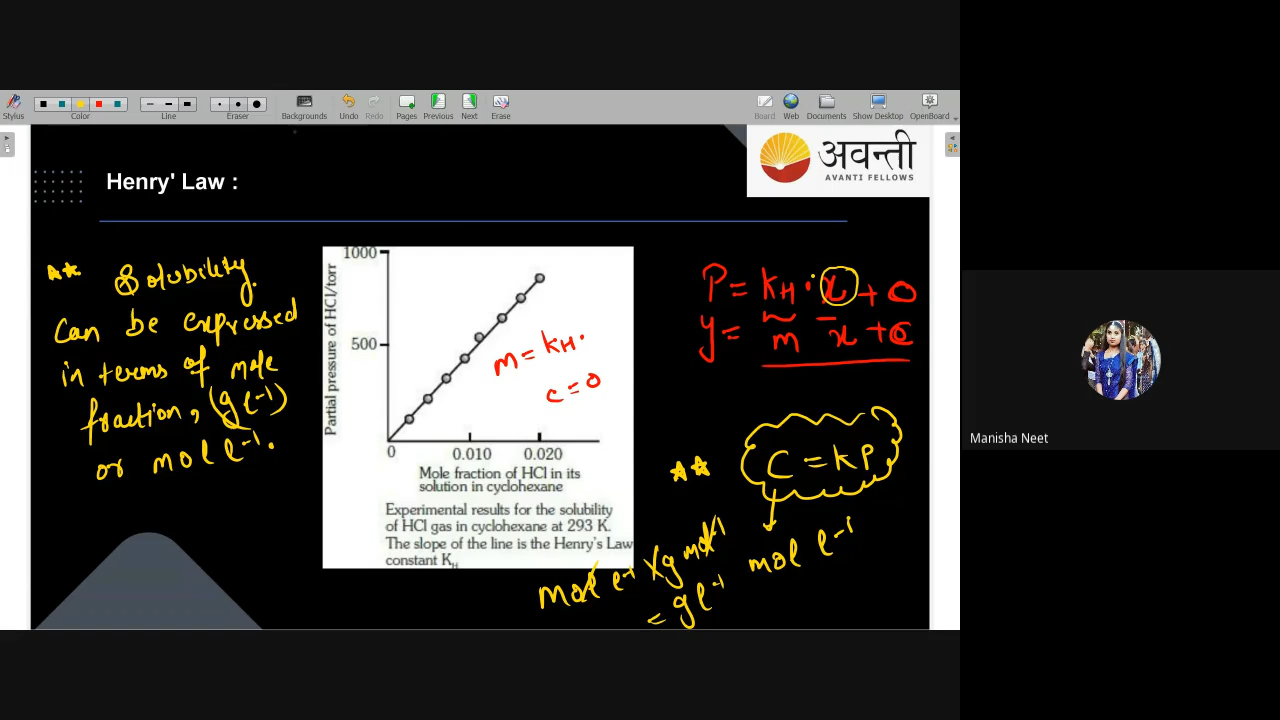 Stylus
Color
Line
Eraser
Backgrounds
Undo
Redo
Pages
Previous
Next
Erase
Board
Web
Documents
Show Desktop
OpenBoard
अवन्ती
AVANTI FELLOWS
Henry' Law :
** Solubility
can be expressed
in terms of mole
fraction, (g l⁻¹)
or mol l⁻¹.
Partial pressure of HCl/torr
1000
500
0
0.010
0.020
Mole fraction of HCl in its
solution in cyclohexane
Experimental results for the solubility
of HCl gas in cyclohexane at 293 K.
The slope of the line is the Henry's Law
constant K_H
m = kH.
c = 0
P = kH · x + 0
y = m x + c
** C = kP
mol l⁻¹
mol l⁻¹ × g mol⁻¹
= g l⁻¹
Manisha Neet